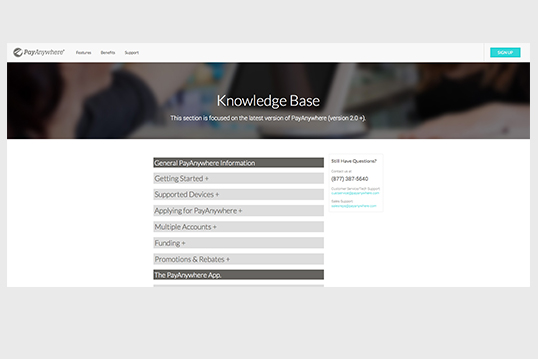 PayAnywhere®
Features
Benefits
Support
SIGN UP
Knowledge Base
This section is focused on the latest version of PayAnywhere (version 2.0 +).
General PayAnywhere Information
Getting Started +
Supported Devices +
Applying for PayAnywhere +
Multiple Accounts +
Funding +
Promotions & Rebates +
The PayAnywhere App.
Still Have Questions?
Contact us at
(877) 387-5640
Customer Service/Tech Support
Sales Support